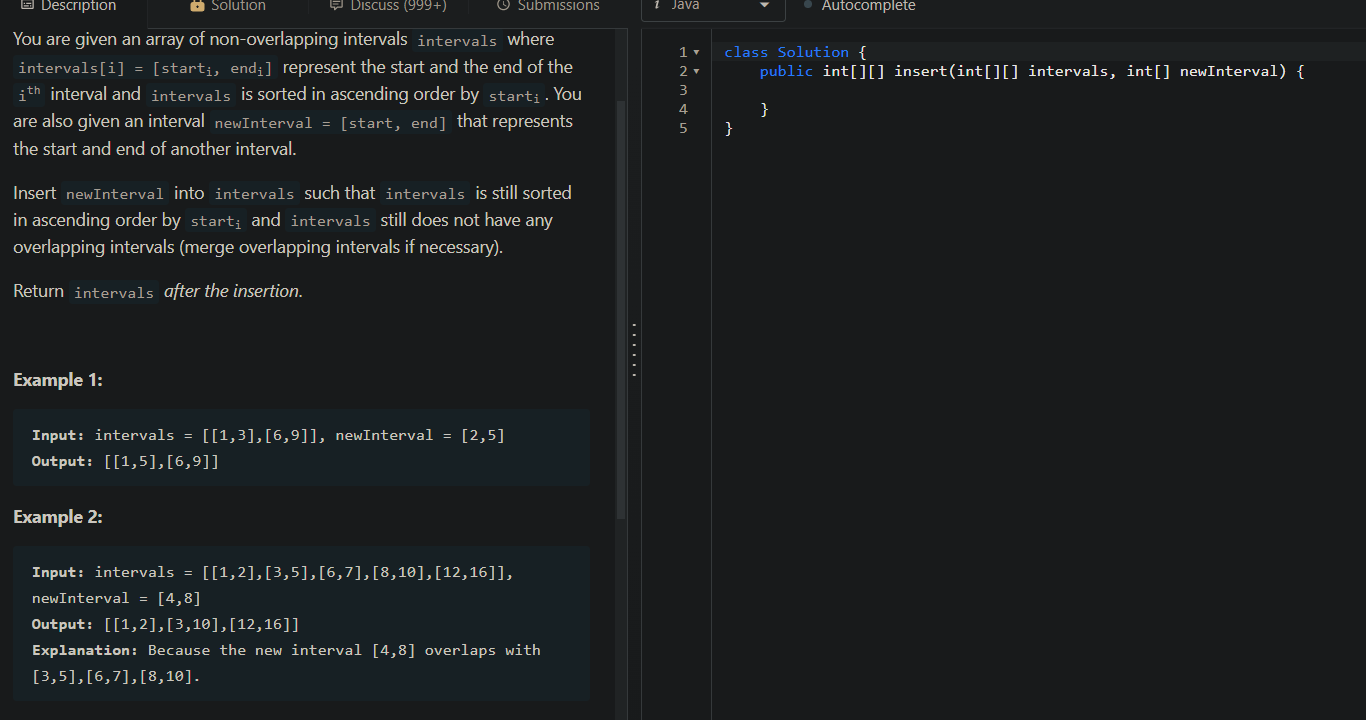 Description Solution Discuss (999+) Submissions
You are given an array of non-overlapping intervals intervals where
intervals[i] = [starti, endi] represent the start and the end of the
ith interval and intervals is sorted in ascending order by starti. You
are also given an interval newInterval = [start, end] that represents
the start and end of another interval.
Insert newInterval into intervals such that intervals is still sorted
in ascending order by starti and intervals still does not have any
overlapping intervals (merge overlapping intervals if necessary).
Return intervals after the insertion.
Example 1:
Input: intervals = [[1,3],[6,9]], newInterval = [2,5]
Output: [[1,5],[6,9]]
Example 2:
Input: intervals = [[1,2],[3,5],[6,7],[8,10],[12,16]],
newInterval = [4,8]
Output: [[1,2],[3,10],[12,16]]
Explanation: Because the new interval [4,8] overlaps with
[3,5],[6,7],[8,10].
i Java Autocomplete
1 class Solution {
2 public int[][] insert(int[][] intervals, int[] newInterval) {
3
4 }
5 }